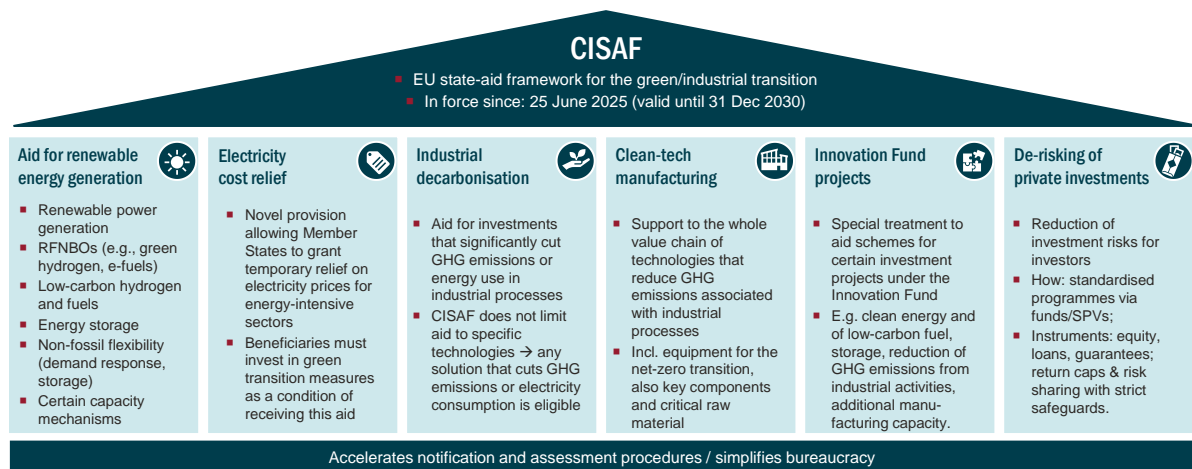 CISAF
EU state-aid framework for the green/industrial transition
In force since: 25 June 2025 (valid until 31 Dec 2030)
Aid for renewable
energy generation
Renewable power
generation
RFNBOs (e.g., green
hydrogen, e-fuels)
Low-carbon hydrogen
and fuels
Energy storage
Non-fossil flexibility
(demand response,
storage)
Certain capacity
mechanisms
Electricity
cost relief
Novel provision
allowing Member
States to grant
temporary relief on
electricity prices for
energy-intensive
sectors
Beneficiaries must
invest in green
transition measures
as a condition of
receiving this aid
Industrial
decarbonisation
Aid for investments
that significantly cut
GHG emissions or
energy use in
industrial processes
CISAF does not limit
aid to specific
technologies → any
solution that cuts GHG
emissions or electricity
consumption is eligible
Clean-tech
manufacturing
Support to the whole
value chain of
technologies that
reduce GHG
emissions associated
with industrial
processes
Incl. equipment for the
net-zero transition,
also key components
and critical raw
material
Innovation Fund
projects
Special treatment to
aid schemes for
certain investment
projects under the
Innovation Fund
E.g. clean energy and
of low-carbon fuel,
storage, reduction of
GHG emissions from
industrial activities,
additional manu-
facturing capacity.
De-risking of
private investments
Reduction of
investment risks for
investors
How: standardised
programmes via
funds/SPVs;
Instruments: equity,
loans, guarantees;
return caps & risk
sharing with strict
safeguards.
Accelerates notification and assessment procedures / simplifies bureaucracy